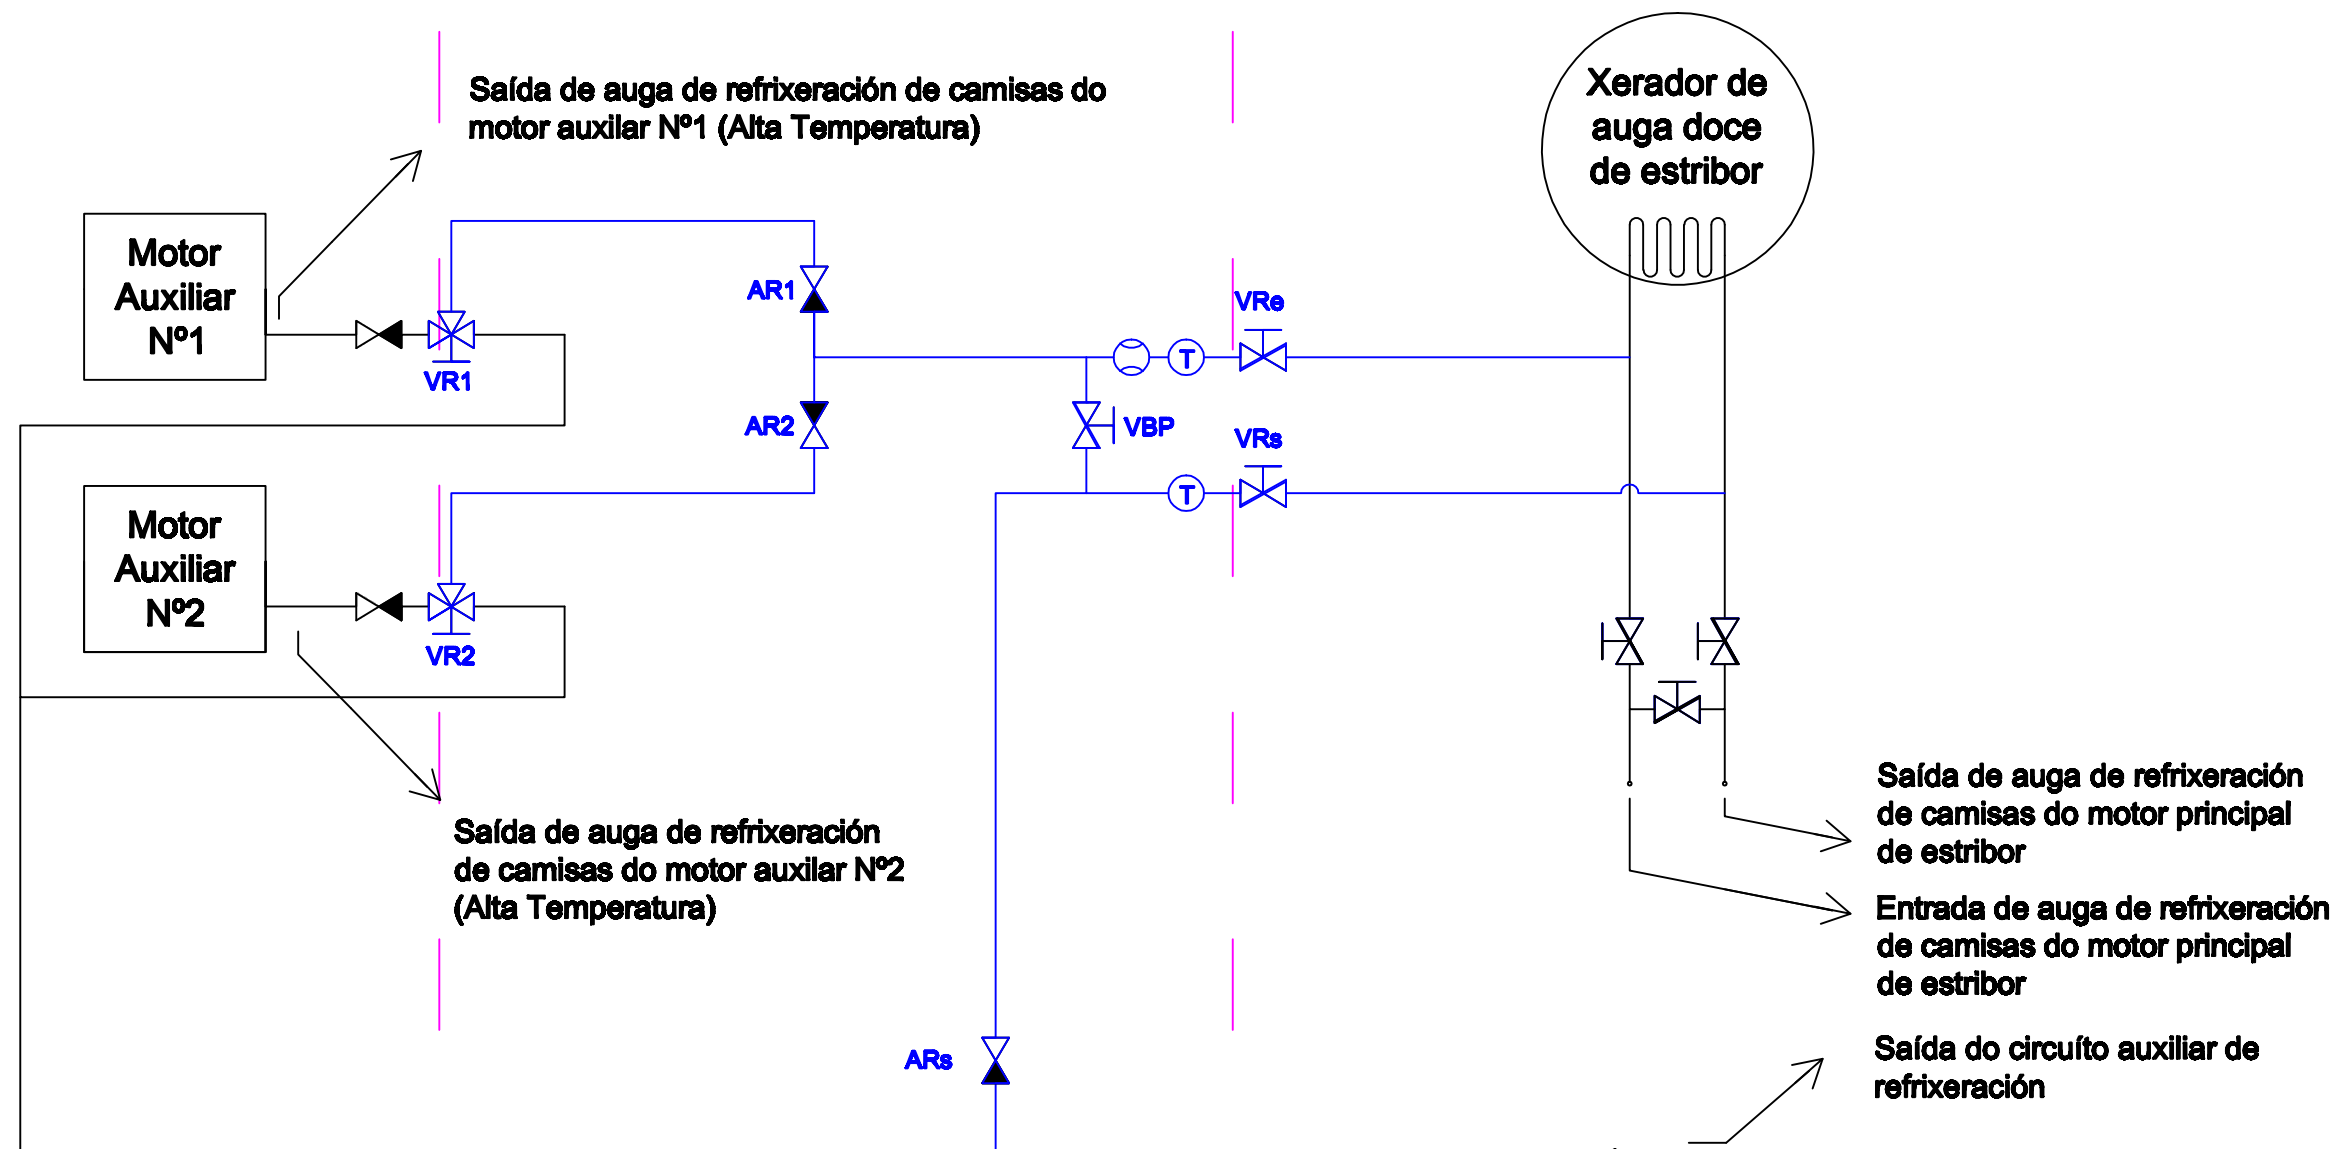 Saída de auga de refrixeración de camisas do
motor auxilar Nº1 (Alta Temperatura)
Xerador de
auga doce
de estribor
Motor
Auxiliar
Nº1
AR1
VRe
T
VR1
AR2
VBP
VRs
T
Motor
Auxiliar
Nº2
VR2
Saída de auga de refrixeración
de camisas do motor auxilar Nº2
(Alta Temperatura)
Saída de auga de refrixeración
de camisas do motor principal
de estribor
Entrada de auga de refrixeración
de camisas do motor principal
de estribor
ARs
Saída do circuíto auxiliar de
refrixeración